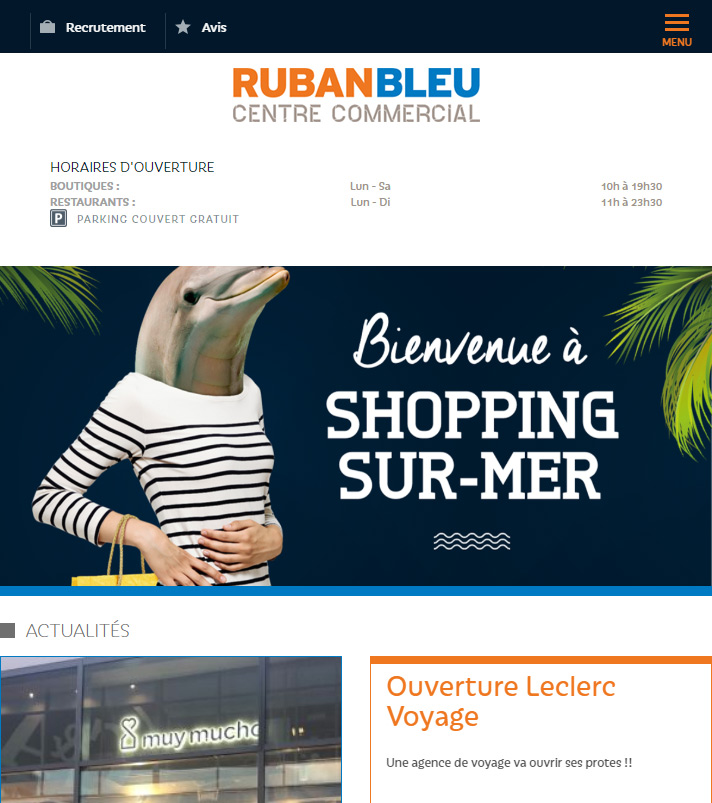 Recrutement
Avis
MENU
RUBANBLEU
CENTRE COMMERCIAL
HORAIRES D'OUVERTURE
BOUTIQUES : Lun - Sa 10h à 19h30
RESTAURANTS : Lun - Di 11h à 23h30
P PARKING COUVERT GRATUIT
Bienvenue à
SHOPPING
SUR-MER
ACTUALITÉS
muy mucho
Ouverture Leclerc
Voyage
Une agence de voyage va ouvrir ses protes !!